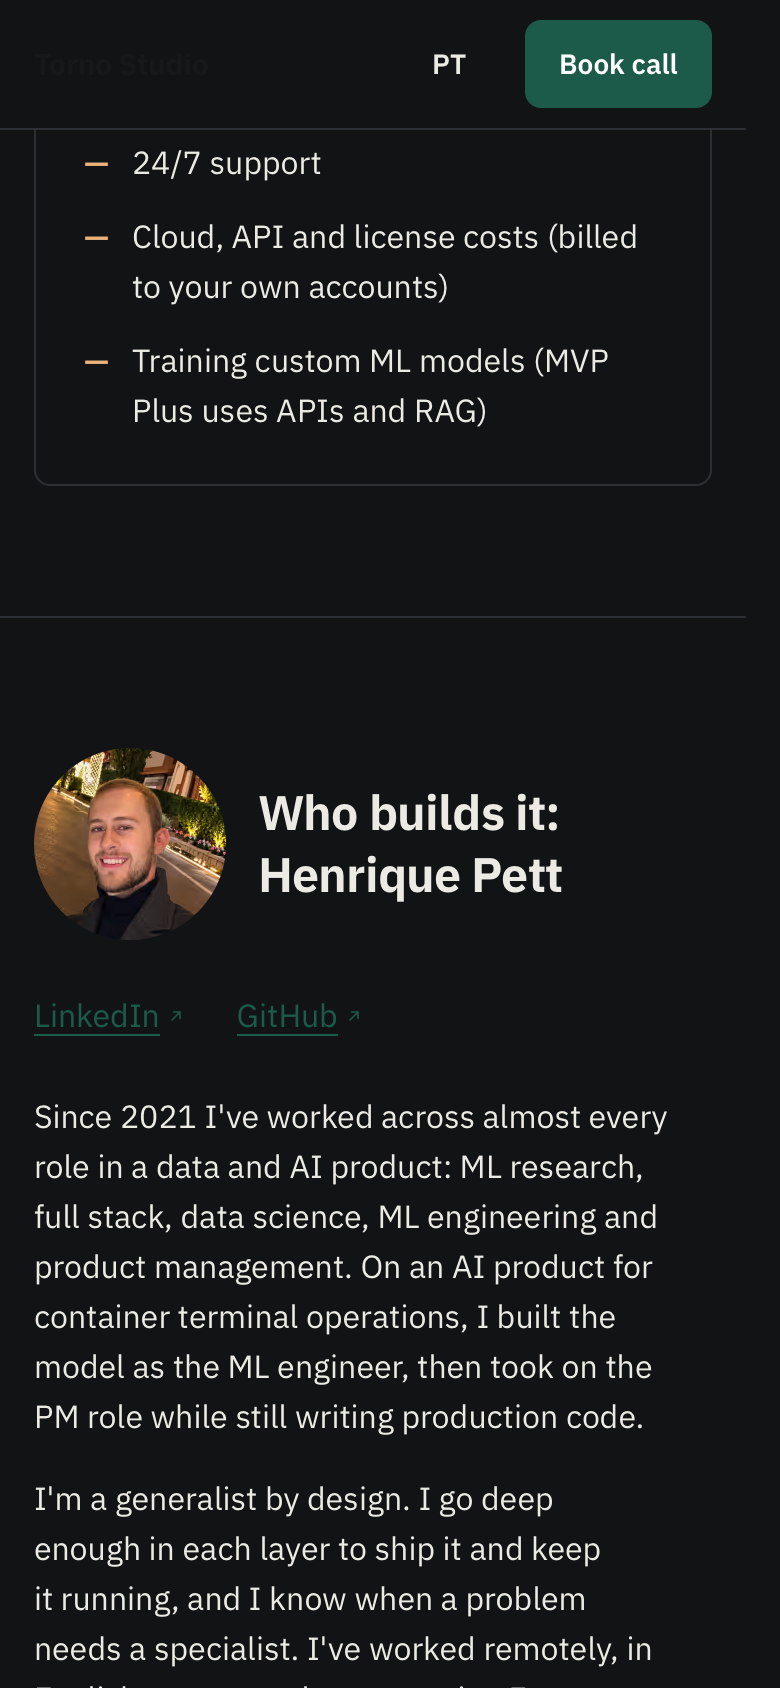 Torno Studio
PT
Book call
24/7 support
Cloud, API and license costs (billed
to your own accounts)
Training custom ML models (MVP
Plus uses APIs and RAG)
Who builds it:
Henrique Pett
LinkedIn ↗
GitHub ↗
Since 2021 I've worked across almost every
role in a data and AI product: ML research,
full stack, data science, ML engineering and
product management. On an AI product for
container terminal operations, I built the
model as the ML engineer, then took on the
PM role while still writing production code.
I'm a generalist by design. I go deep
enough in each layer to ship it and keep
it running, and I know when a problem
needs a specialist. I've worked remotely, in